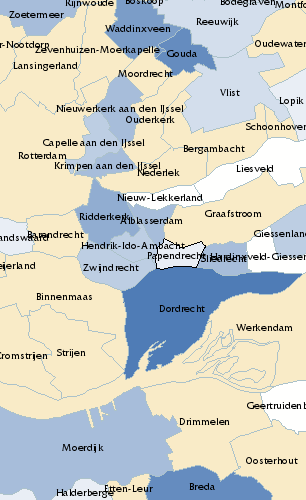 Rijnwoude
Boskoop
Bodegraven
Montfo
Zoetermeer
Reeuwijk
Waddinxveen
r-Nootdorp
Zevenhuizen-Moerkapelle
Gouda
Oudewater
Lansingerland
Moordrecht
Vlist
Lopik
Nieuwerkerk aan den IJssel
Ouderkerk
Schoonhoven
Capelle aan den IJssel
Bergambacht
Rotterdam
Krimpen aan den IJssel
Nederlek
Liesveld
Nieuw-Lekkerland
Graafstroom
Ridderkerk
Alblasserdam
Barendrecht
Giessenland
andswaard
Hendrik-Ido-Ambacht
Papendrecht
Sliedrecht
Hardinxveld-Giessen
eijerland
Zwijndrecht
Binnenmaas
Dordrecht
Werkendam
Cromstrijen
Strijen
Geertruidenb
Drimmelen
Moerdijk
Oosterhout
Halderberge
Etten-Leur
Breda